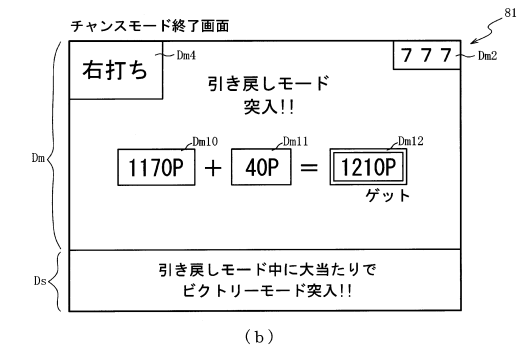 チャンスモード終了画面
81
右打ち
Dm4
7 7 7
Dm2
引き戻しモード
突入!!
Dm
Dm10
Dm11
Dm12
1170P + 40P = 1210P
ゲット
Ds
引き戻しモード中に大当たりで
ビクトリーモード突入!!
(b)